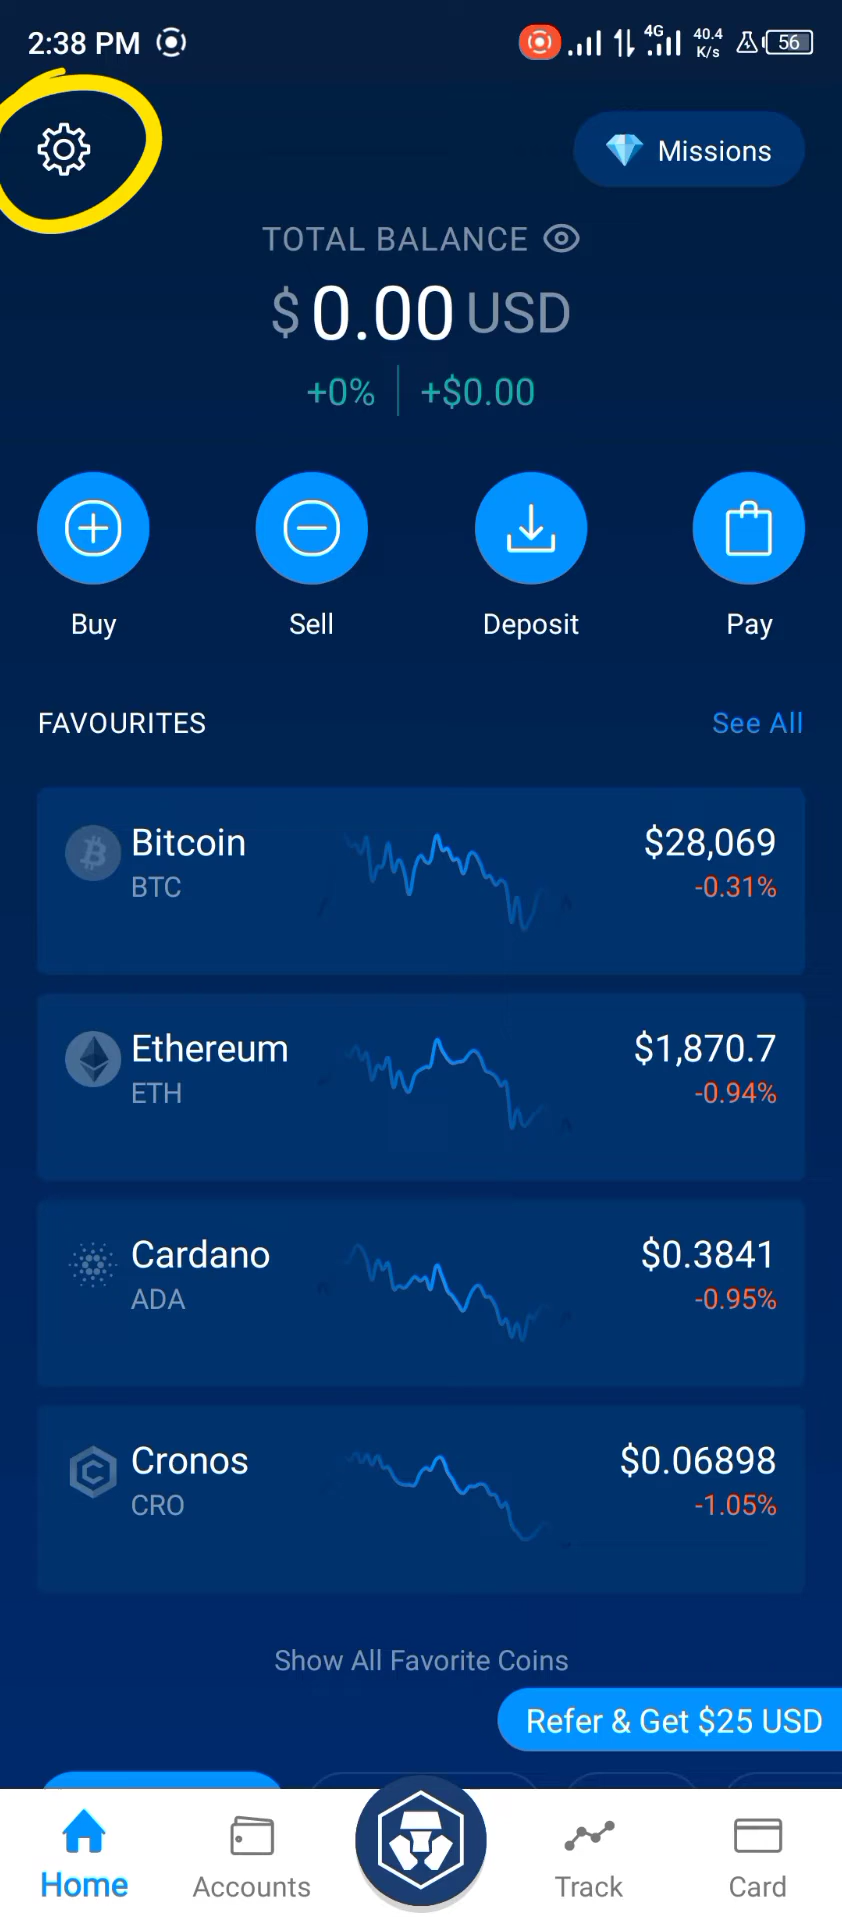 2:38 PM 4G 40.4 K/s 56
Missions
TOTAL BALANCE
$ 0.00 USD
+0% +$0.00
Buy Sell Deposit Pay
FAVOURITES See All
Bitcoin $28,069
BTC -0.31%
Ethereum $1,870.7
ETH -0.94%
Cardano $0.3841
ADA -0.95%
Cronos $0.06898
CRO -1.05%
Show All Favorite Coins
Refer & Get $25 USD
Home Accounts Track Card